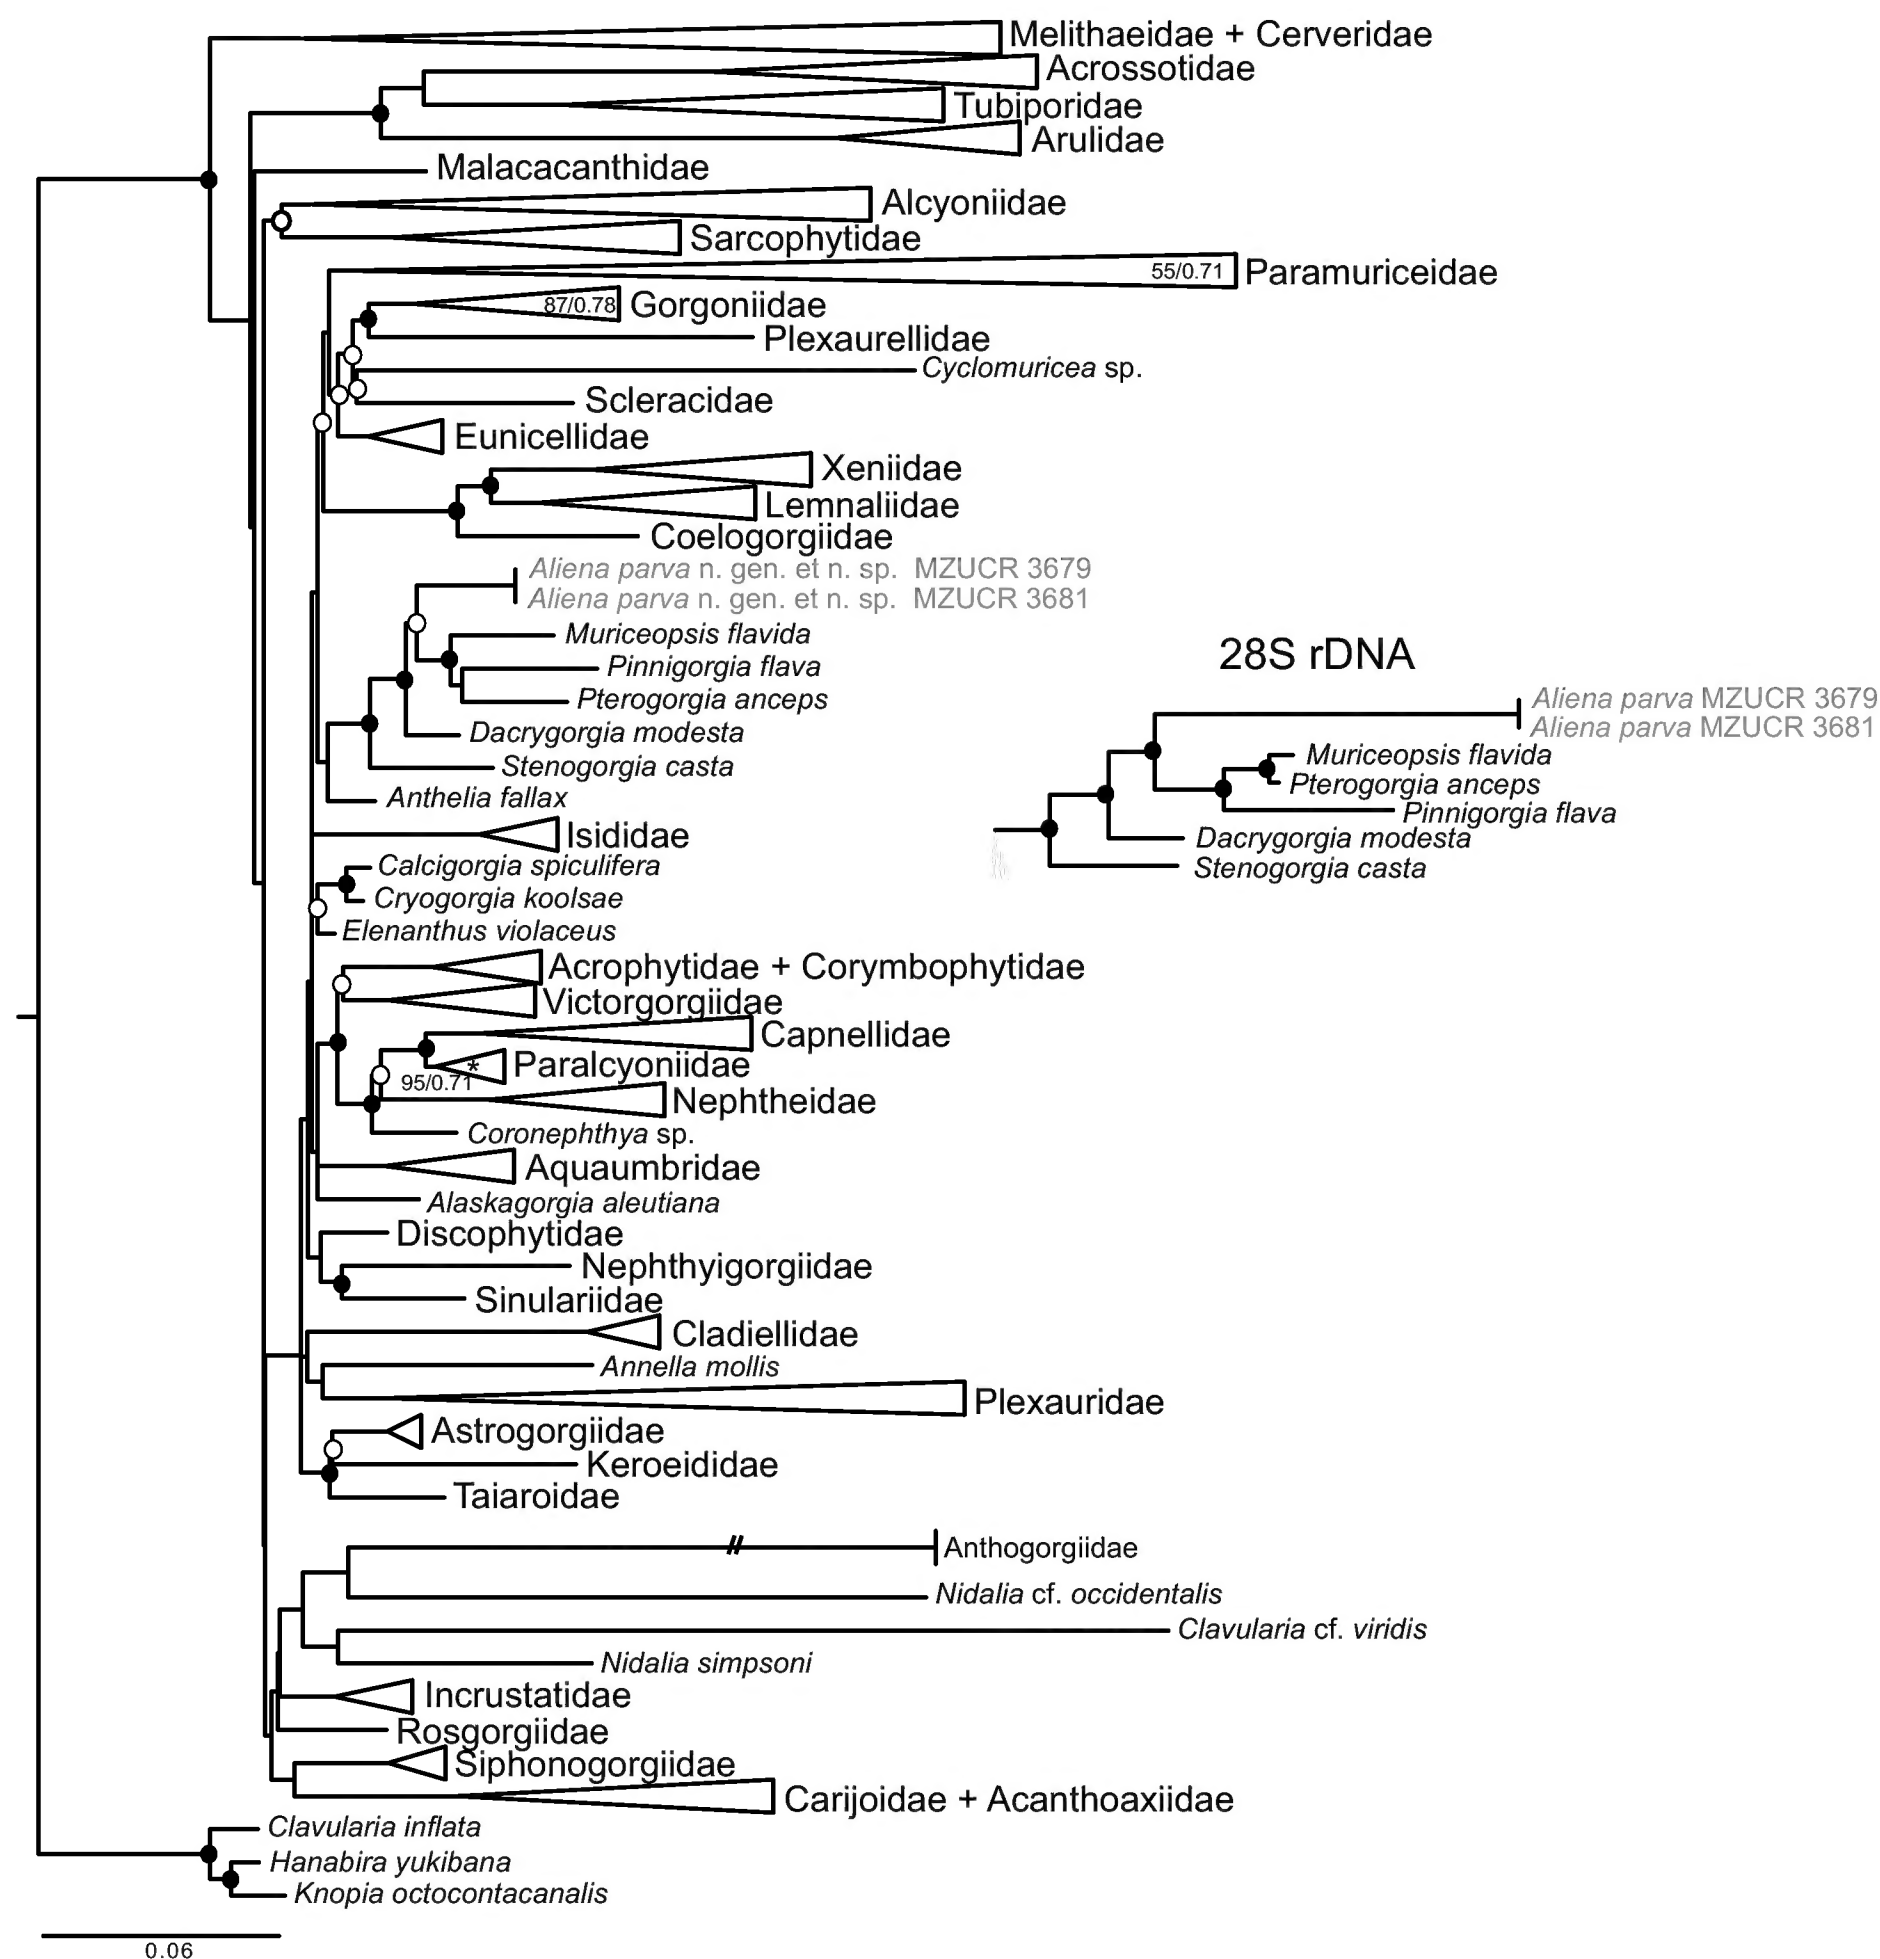 Melithaeidae + Cerveridae
Acrossotidae
Tubiporidae
Arulidae
Malacacanthidae
Alcyoniidae
Sarcophytidae
55/0.71 Paramuriceidae
87/0.78 Gorgoniidae
Plexaurellidae
Cyclomuricea sp.
Scleracidae
Eunicellidae
Xeniidae
Lemnaliidae
Coelogorgiidae
Aliena parva n. gen. et n. sp. MZUCR 3679
Aliena parva n. gen. et n. sp. MZUCR 3681
Muriceopsis flavida
Pinnigorgia flava
Pterogorgia anceps
Dacrygorgia modesta
Stenogorgia casta
Anthelia fallax
Isididae
Calcigorgia spiculifera
Cryogorgia koolsae
Elenanthus violaceus
Acrophytidae + Corymbophytidae
Victorgorgiidae
Capnellidae
* Paralcyoniidae
95/0.71
Nephtheidae
Coronephthya sp.
Aquaumbridae
Alaskagorgia aleutiana
Discophytidae
Nephthyigorgiidae
Sinulariidae
Cladiellidae
Annella mollis
Plexauridae
Astrogorgiidae
Keroeididae
Taiaroidae
Anthogorgiidae
Nidalia cf. occidentalis
Clavularia cf. viridis
Nidalia simpsoni
Incrustatidae
Rosgorgiidae
Siphonogorgiidae
Carijoidae + Acanthoaxiidae
Clavularia inflata
Hanabira yukibana
Knopia octocontacanalis
0.06
28S rDNA
Aliena parva MZUCR 3679
Aliena parva MZUCR 3681
Muriceopsis flavida
Pterogorgia anceps
Pinnigorgia flava
Dacrygorgia modesta
Stenogorgia casta